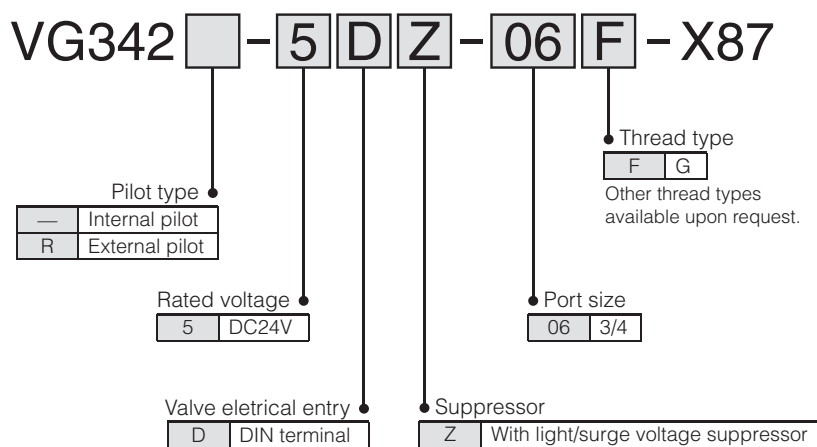 VG342 - 5 D Z - 06 F - X87
Thread type
F G
Other thread types
available upon request.
Pilot type
— Internal pilot
R External pilot
Rated voltage
5 DC24V
Port size
06 3/4
Valve eletrical entry
D DIN terminal
Suppressor
Z With light/surge voltage suppressor